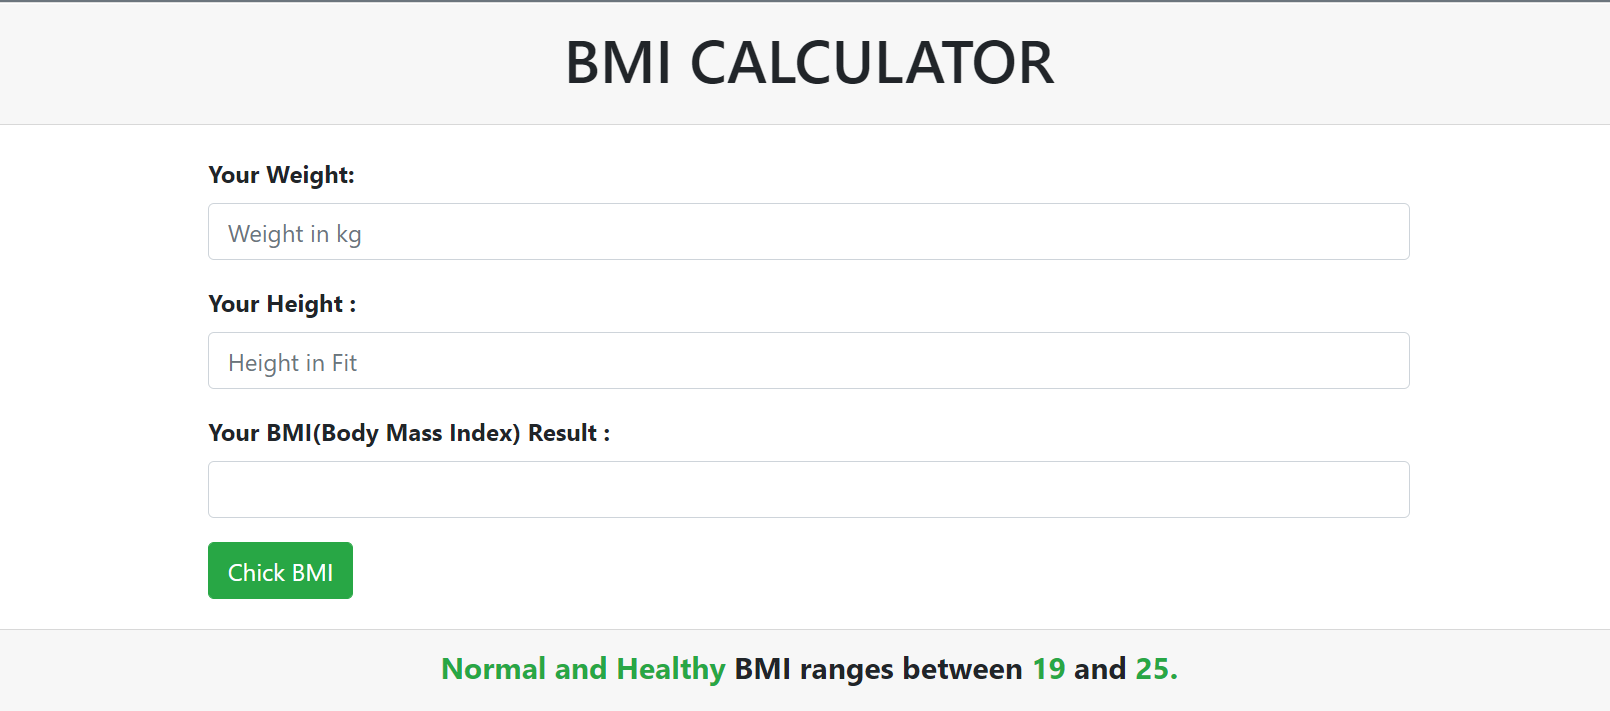 BMI CALCULATOR
Your Weight:
Weight in kg
Your Height :
Height in Fit
Your BMI(Body Mass Index) Result :
Chick BMI
Normal and Healthy BMI ranges between 19 and 25.